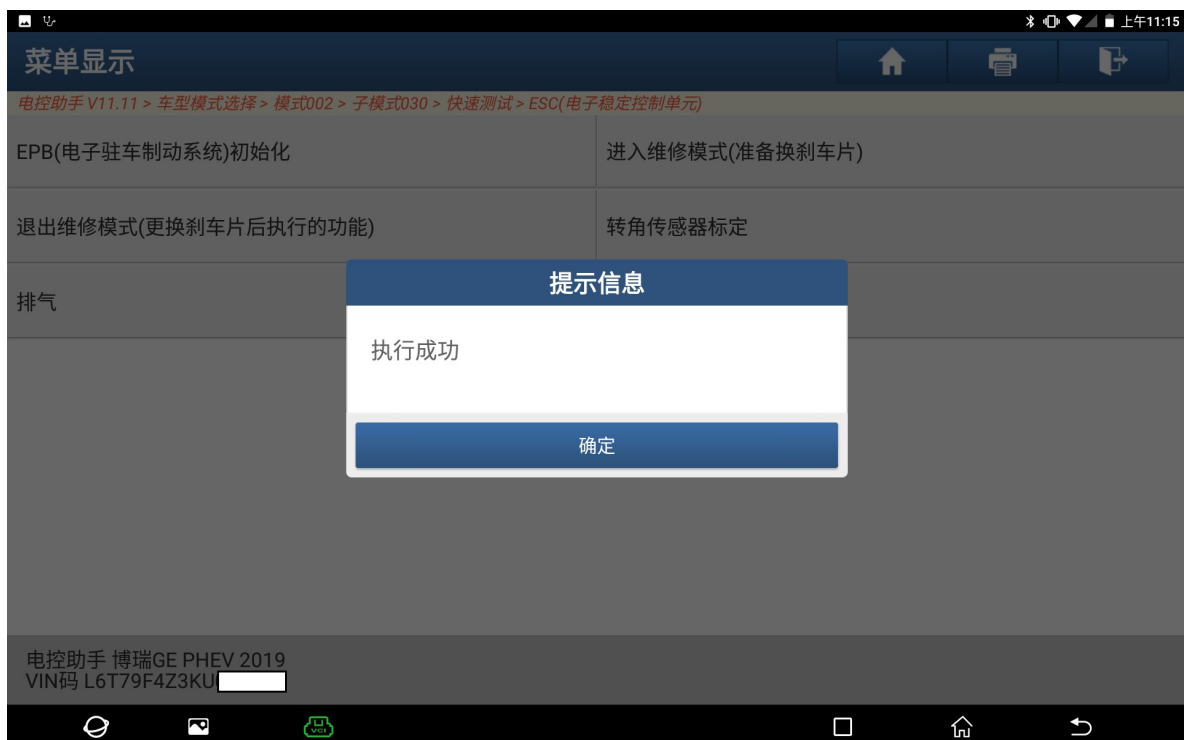 上午11:15
菜单显示
电控助手 V11.11 > 车型模式选择 > 模式002 > 子模式030 > 快速测试 > ESC(电子稳定控制单元)
EPB(电子驻车制动系统)初始化
进入维修模式(准备换刹车片)
退出维修模式(更换刹车片后执行的功能)
转角传感器标定
排气
提示信息
执行成功
确定
电控助手 博瑞GE PHEV 2019
VIN码 L6T79F4Z3KU
VCI